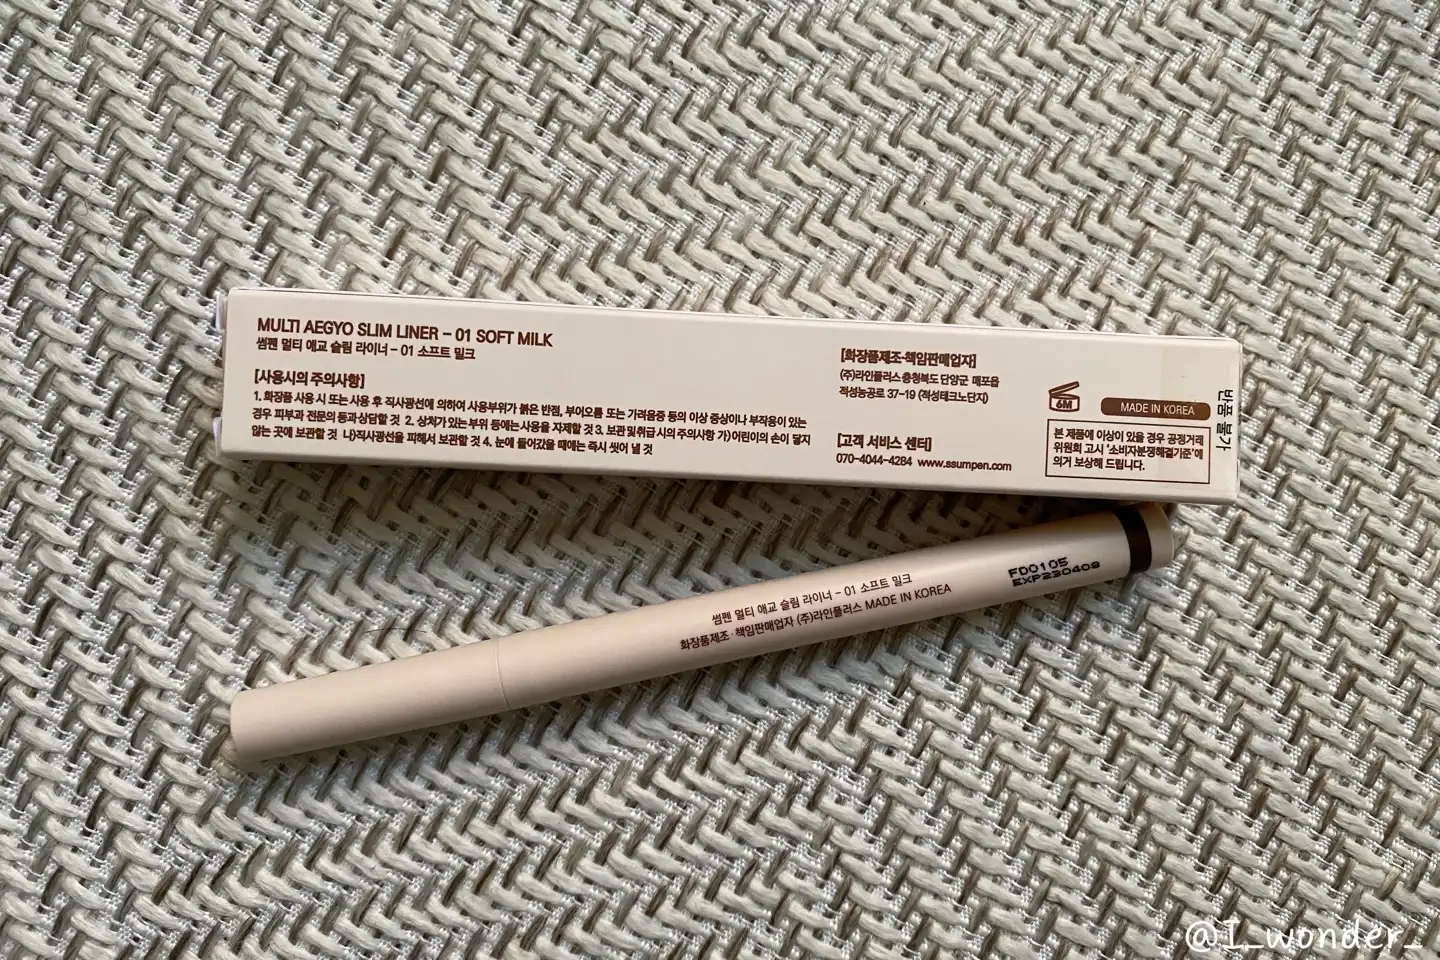 MULTI AEGYO SLIM LINER – 01 SOFT MILK
썸펜 멀티 애교 슬림 라이너 – 01 소프트 밀크
[사용시의 주의사항]
1. 화장품 사용 시 또는 사용 후 직사광선에 의하여 사용부위가 붉은 반점, 부어오름 또는 가려움증 등의 이상 증상이나 부작용이 있는
경우 피부과 전문의 등과 상담할 것 2. 상처가 있는 부위 등에는 사용을 자제할 것 3. 보관 및 취급 시의 주의사항 가)어린이의 손이 닿지
않는 곳에 보관할 것 나)직사광선을 피해서 보관할 것 4. 눈에 들어갔을 때에는 즉시 씻어 낼 것
[화장품제조·책임판매업자]
(주)라인플러스 충청북도 단양군 매포읍
적성농공로 37-19 (적성테크노단지)
[고객 서비스 센터]
070-4044-4284 www.ssumpen.com
6M
MADE IN KOREA
본 제품에 이상이 있을 경우 공정거래
위원회 고시 '소비자분쟁해결기준'에
의거 보상해 드립니다.
반품 불가
썸펜 멀티 애교 슬림 라이너 – 01 소프트 밀크
화장품제조·책임판매업자 (주)라인플러스 MADE IN KOREA
FD0105
EXP230409
@I_wonder_